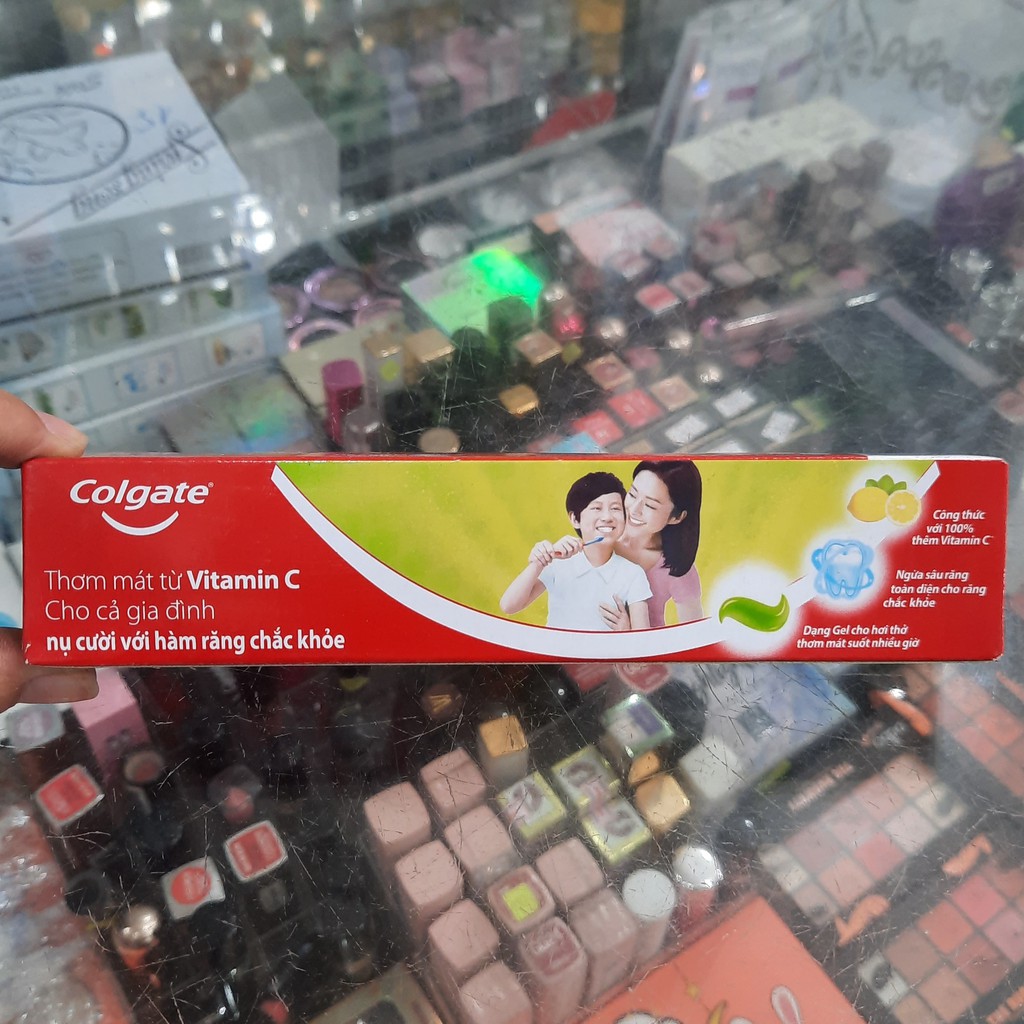 Colgate®
Thơm mát từ Vitamin C
Cho cả gia đình
nụ cười với hàm răng chắc khỏe
Công thức
với 100%
thêm Vitamin C
Ngừa sâu răng
toàn diện cho răng
chắc khỏe
Dạng Gel cho hơi thở
thơm mát suốt nhiều giờ